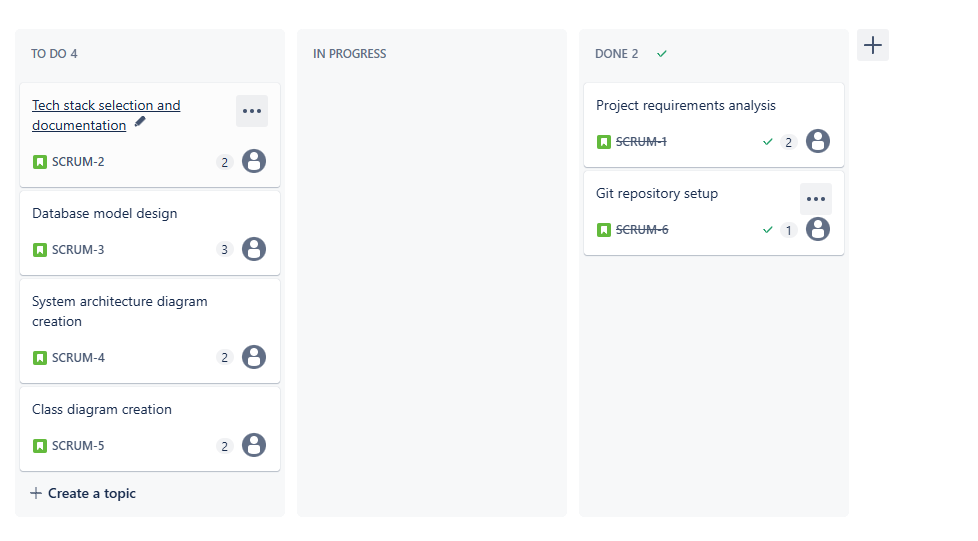 TO DO 4
Tech stack selection and
documentation
SCRUM-2
2
Database model design
SCRUM-3
3
System architecture diagram
creation
SCRUM-4
2
Class diagram creation
SCRUM-5
2
Create a topic
IN PROGRESS
DONE 2
Project requirements analysis
SCRUM-1
2
Git repository setup
SCRUM-6
1